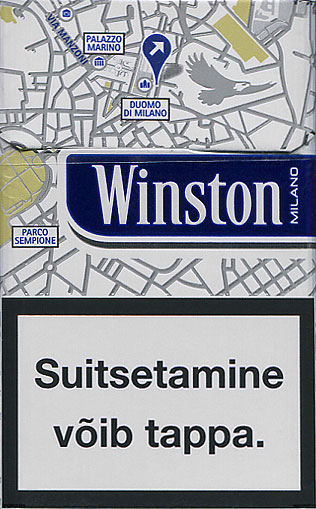 VIA MANZONI
PALAZZO
MARINO
DUOMO
DI MILANO
Winston
MILANO
PARCO
SEMPIONE
Suitsetamine
võib tappa.